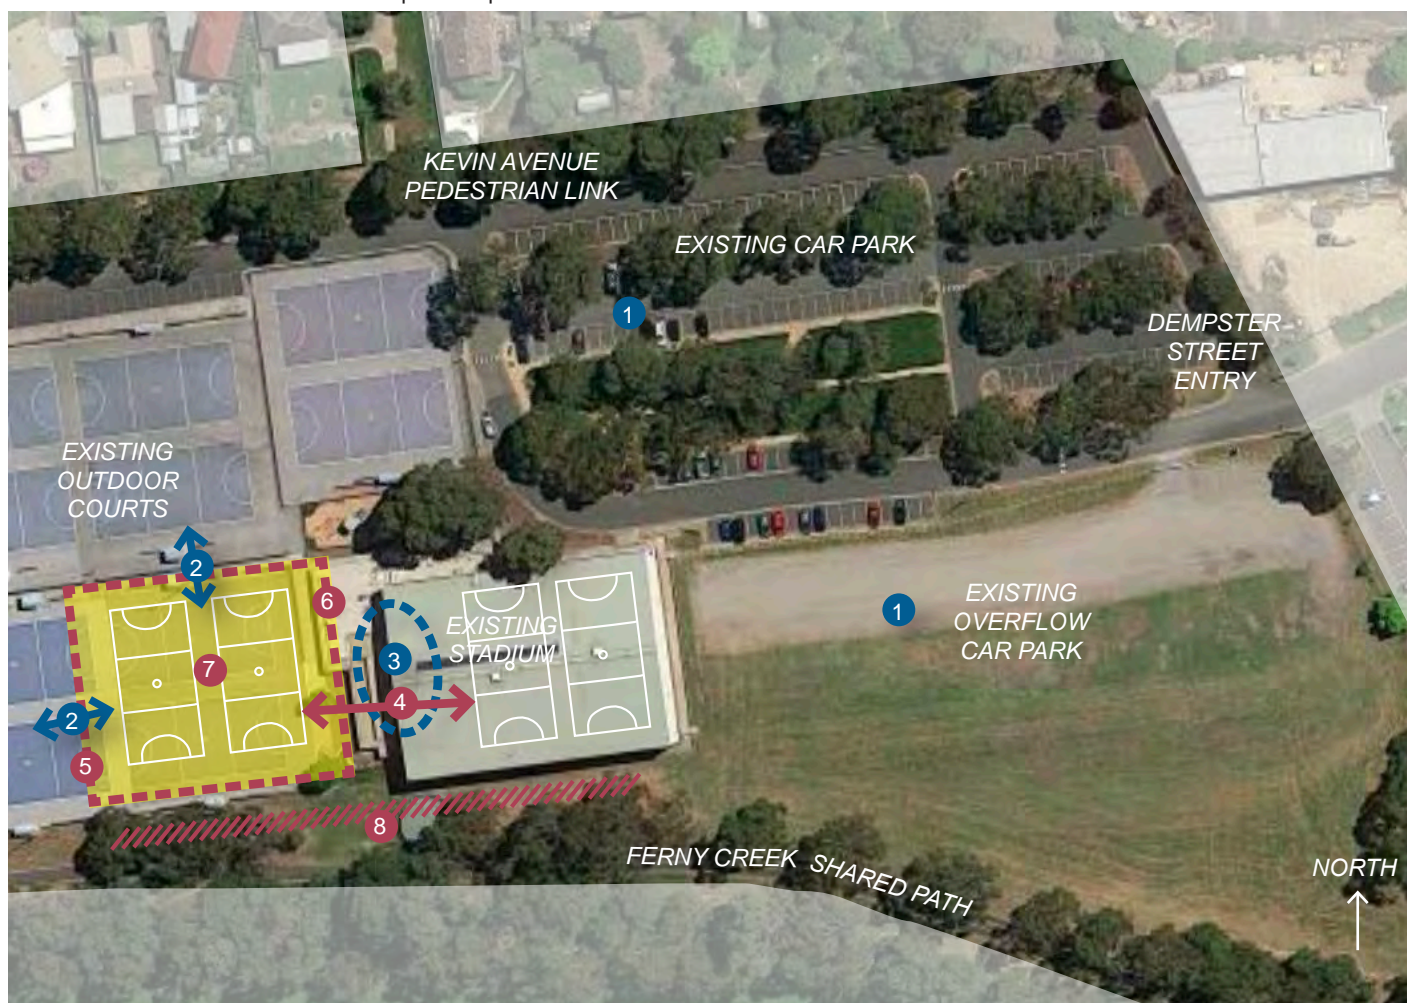 KEVIN AVENUE
PEDESTRIAN LINK
EXISTING CAR PARK
1
DEMPSTER
STREET
ENTRY
EXISTING
OUTDOOR
COURTS
2
6
EXISTING
STADIUM
3
7
4
2
5
8
1
EXISTING
OVERFLOW
CAR PARK
FERNY CREEK SHARED PATH
NORTH